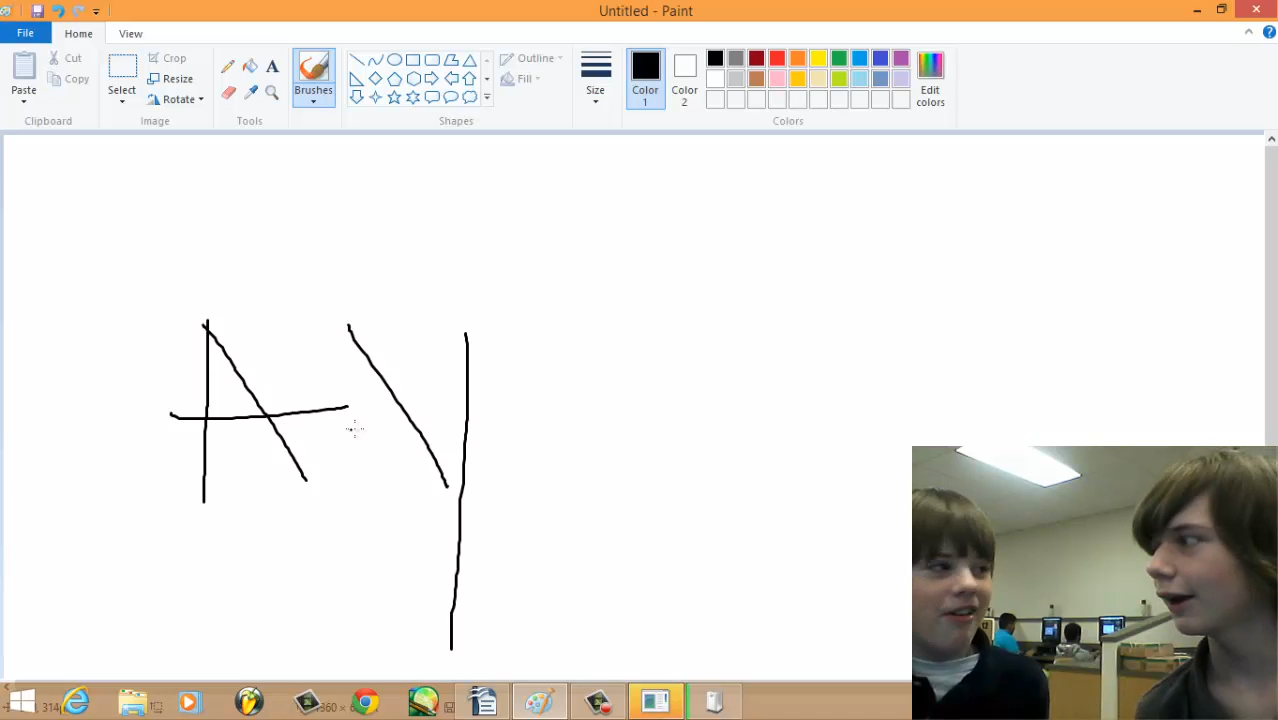 Untitled - Paint
File
Home
View
Paste
Cut
Copy
Clipboard
Select
Crop
Resize
Rotate
Image
A
Tools
Brushes
Shapes
Outline
Fill
Size
Color 1
Color 2
Edit colors
Colors
Ay